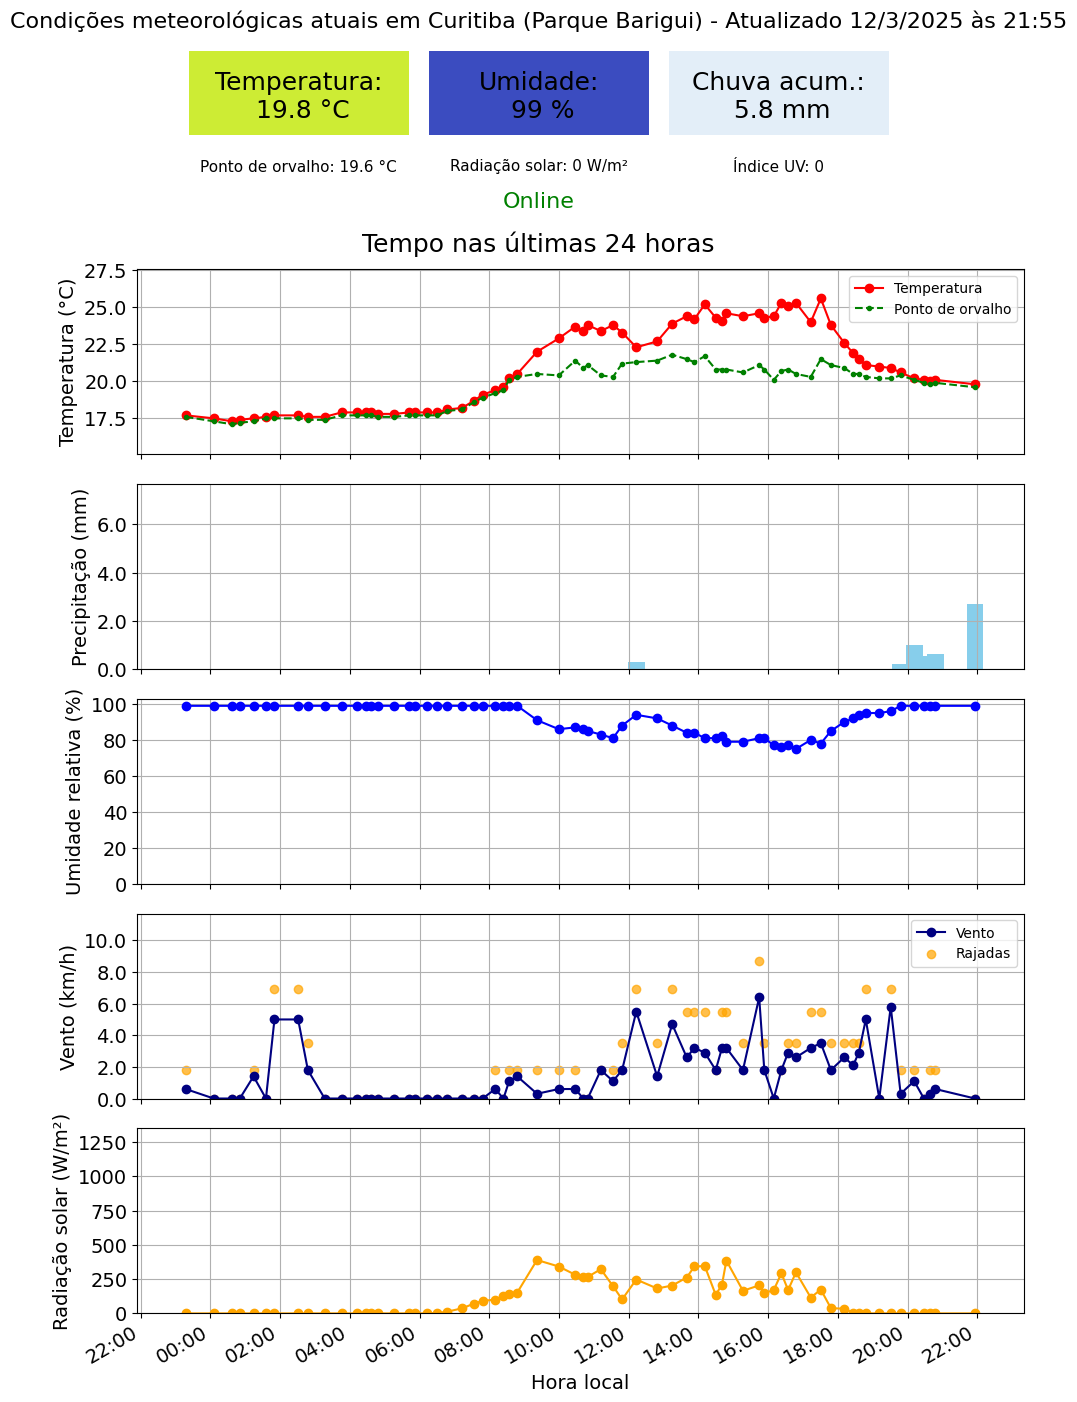 Condições meteorológicas atuais em Curitiba (Parque Barigui) - Atualizado 12/3/2025 às 21:55
Temperatura:
19.8 °C
Umidade:
99 %
Chuva acum.:
5.8 mm
Ponto de orvalho: 19.6 °C
Radiação solar: 0 W/m²
Índice UV: 0
Online
Tempo nas últimas 24 horas
Temperatura (°C)
27.5
25.0
22.5
20.0
17.5
Temperatura
Ponto de orvalho
Precipitação (mm)
6.0
4.0
2.0
0.0
Umidade relativa (%)
100
80
60
40
20
0
Vento (km/h)
10.0
8.0
6.0
4.0
2.0
0.0
Vento
Rajadas
Radiação solar (W/m²)
1250
1000
750
500
250
0
22:00
00:00
02:00
04:00
06:00
08:00
10:00
12:00
14:00
16:00
18:00
20:00
22:00
Hora local